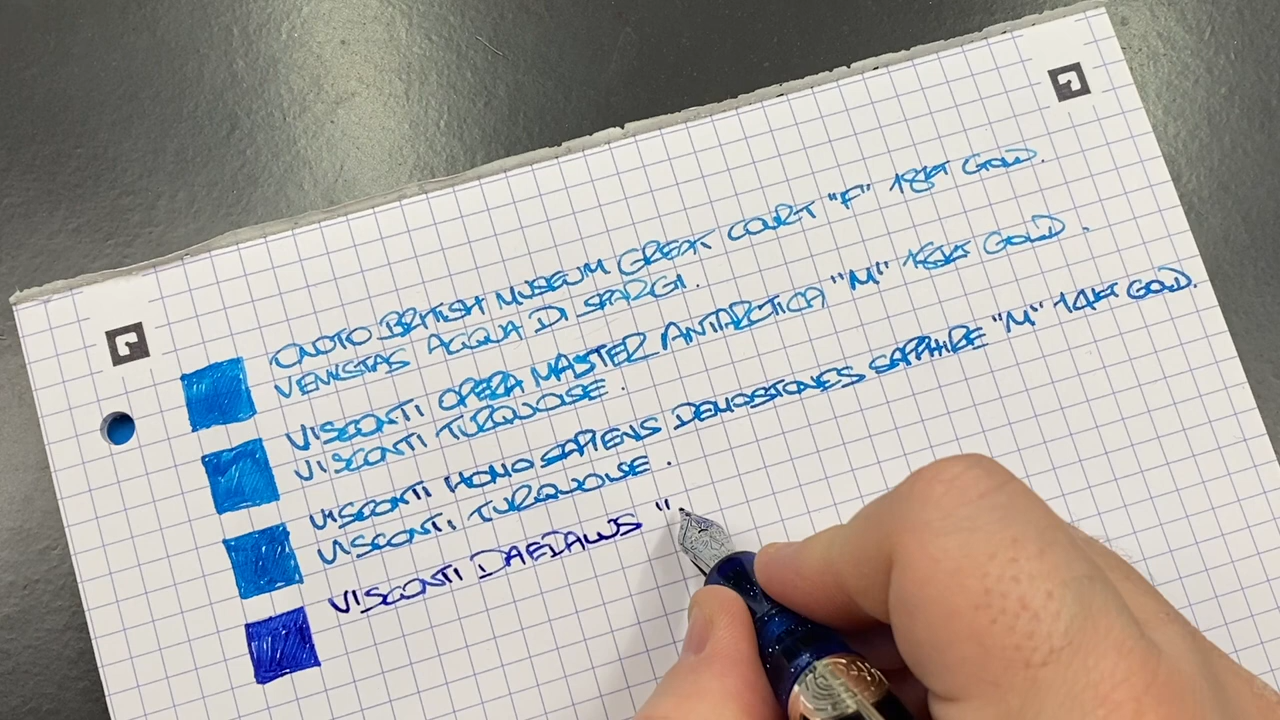 ONOTO BRITISH MUSEUM GREAT COURT "F" 18kt GOLD.
VENVSTAS ACQUA DI SPARGI.
VISCONTI OPERA MASTER ANTARCTICA "M" 18kt GOLD.
VISCONTI TURQUOISE.
VISCONTI HOMO SAPIENS DEMOSTONES SAPPHIRE "M" 14kt GOLD.
VISCONTI TURQUOISE.
VISCONTI DAEDALUS "